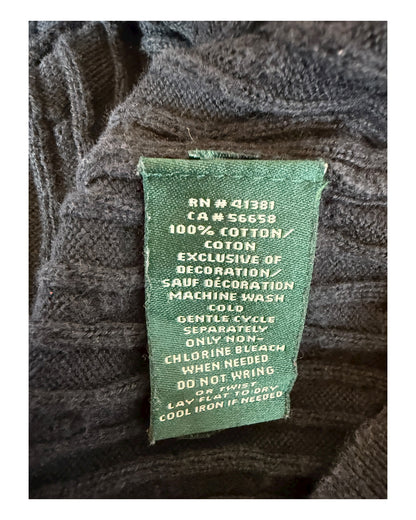 RN # 41381
CA # 56658
100% COTTON/
COTON
EXCLUSIVE OF
DECORATION/
SAUF DÉCORATION
MACHINE WASH
COLD
GENTLE CYCLE
SEPARATELY
ONLY NON-
CHLORINE BLEACH
WHEN NEEDED
DO NOT WRING
OR TWIST
LAY FLAT TO DRY
COOL IRON IF NEEDED